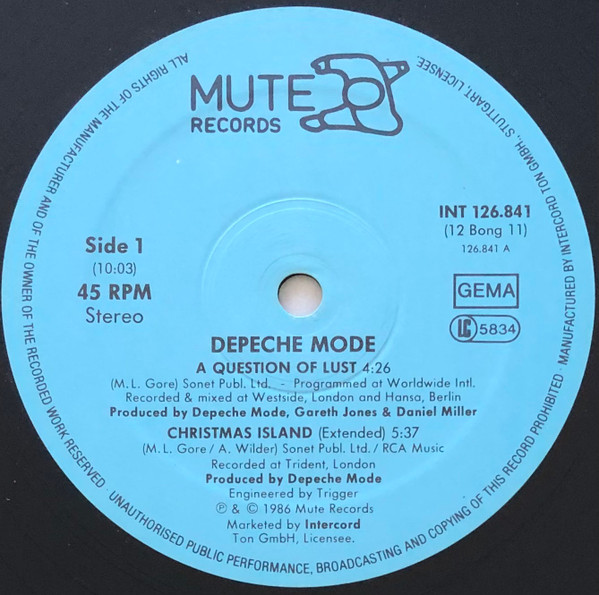 MUTE
RECORDS
INT 126.841
(12 Bong 11)
126.841 A
Side 1
(10:03)
45 RPM
Stereo
GEMA
LC 5834
DEPECHE MODE
A QUESTION OF LUST 4:26
(M.L. Gore) Sonet Publ. Ltd. - Programmed at Worldwide Intl.
Recorded & mixed at Westside, London and Hansa, Berlin
Produced by Depeche Mode, Gareth Jones & Daniel Miller
CHRISTMAS ISLAND (Extended) 5:37
(M.L. Gore / A. Wilder) Sonet Publ. Ltd. / RCA Music
Recorded at Trident, London
Produced by Depeche Mode
Engineered by Trigger
℗ & © 1986 Mute Records
Marketed by Intercord
Ton GmbH, Licensee.
ALL RIGHTS OF THE MANUFACTURER AND OF THE OWNER OF THE RECORDED WORK RESERVED
UNAUTHORISED PUBLIC PERFORMANCE, BROADCASTING AND COPYING OF THIS RECORD PROHIBITED · MANUFACTURED BY INTERCORD TON GMBH., STUTTGART, LICENSEE.